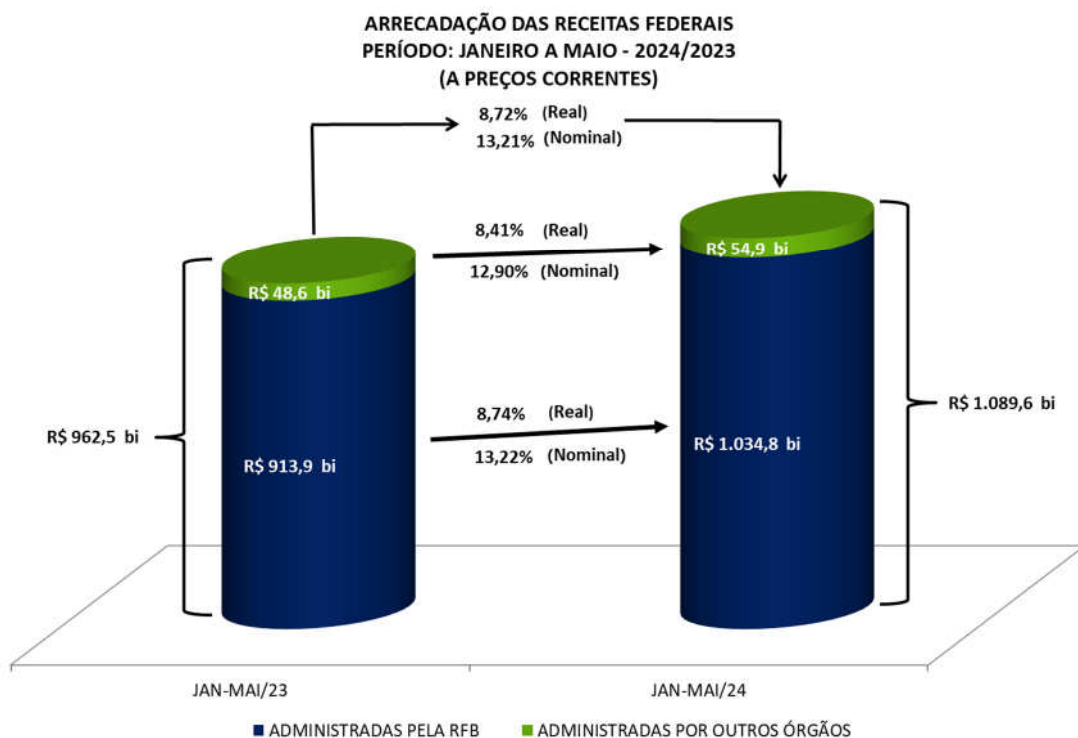 ARRECADAÇÃO DAS RECEITAS FEDERAIS
PERÍODO: JANEIRO A MAIO - 2024/2023
(A PREÇOS CORRENTES)
8,72% (Real)
13,21% (Nominal)
8,41% (Real)
12,90% (Nominal)
R$ 54,9 bi
R$ 48,6 bi
R$ 1.089,6 bi
8,74% (Real)
13,22% (Nominal)
R$ 962,5 bi
R$ 913,9 bi
R$ 1.034,8 bi
JAN-MAI/23
JAN-MAI/24
ADMINISTRADAS PELA RFB
ADMINISTRADAS POR OUTROS ÓRGÃOS